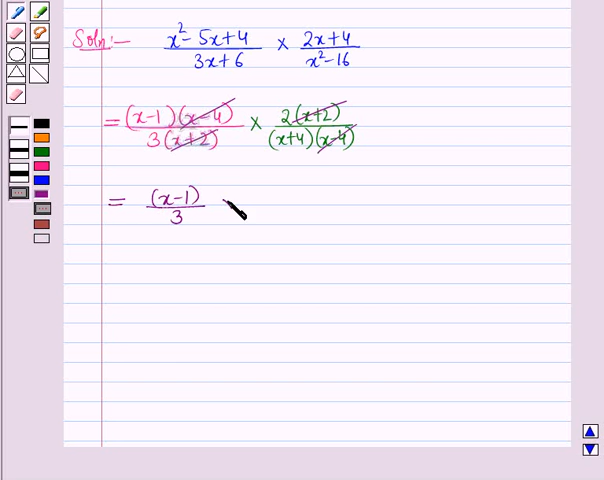 Soln:- x²-5x+4/3x+6 × 2x+4/x²-16
= (x-1)(x-4)/3(x+2) × 2(x+2)/(x+4)(x-4)
= (x-1)/3